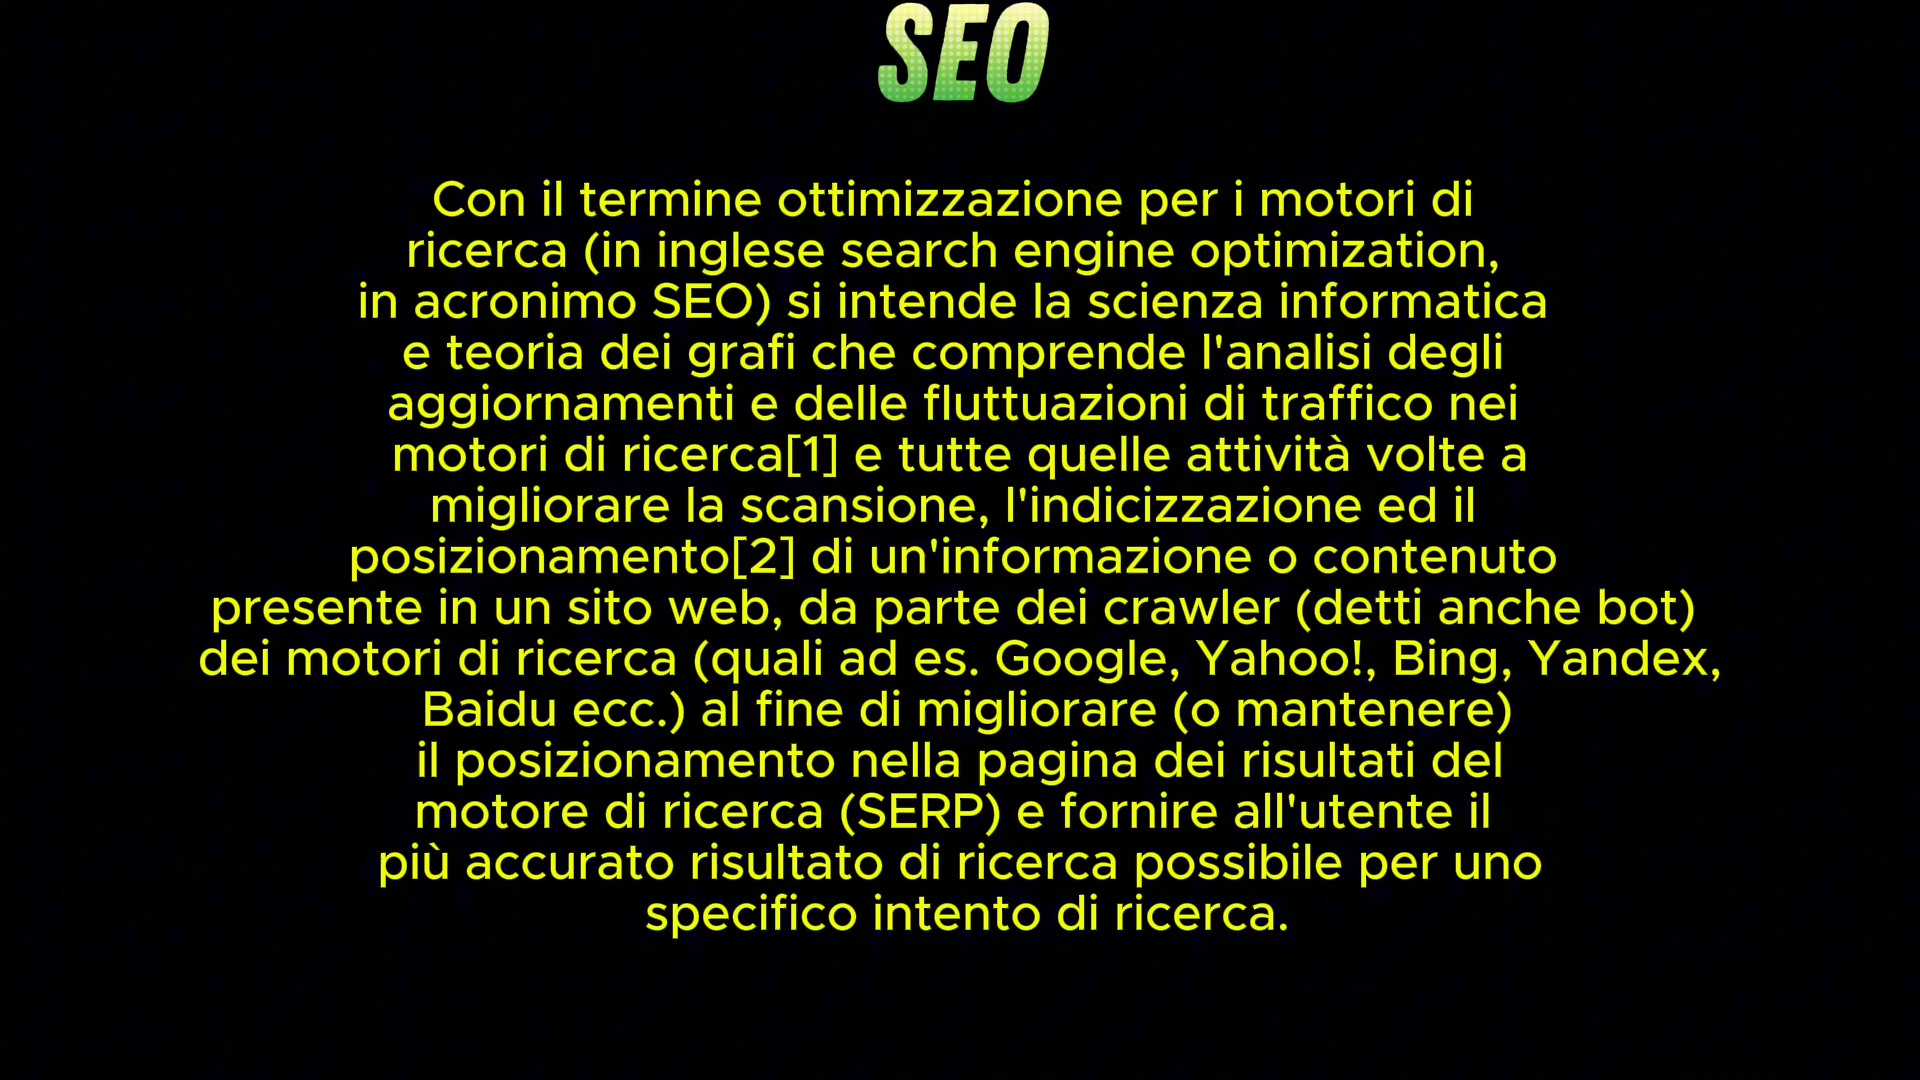 SEO
Con il termine ottimizzazione per i motori di
ricerca (in inglese search engine optimization,
in acronimo SEO) si intende la scienza informatica
e teoria dei grafi che comprende l'analisi degli
aggiornamenti e delle fluttuazioni di traffico nei
motori di ricerca[1] e tutte quelle attività volte a
migliorare la scansione, l'indicizzazione ed il
posizionamento[2] di un'informazione o contenuto
presente in un sito web, da parte dei crawler (detti anche bot)
dei motori di ricerca (quali ad es. Google, Yahoo!, Bing, Yandex,
Baidu ecc.) al fine di migliorare (o mantenere)
il posizionamento nella pagina dei risultati del
motore di ricerca (SERP) e fornire all'utente il
più accurato risultato di ricerca possibile per uno
specifico intento di ricerca.